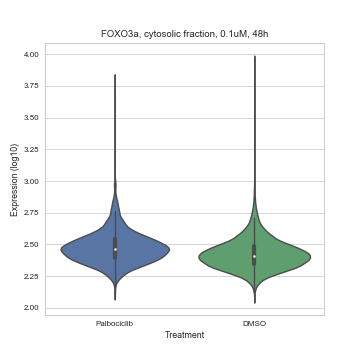 FOXO3a, cytosolic fraction, 0.1uM, 48h
4.00
3.75
3.50
3.25
3.00
2.75
2.50
2.25
2.00
Expression (log10)
Palbociclib
DMSO
Treatment